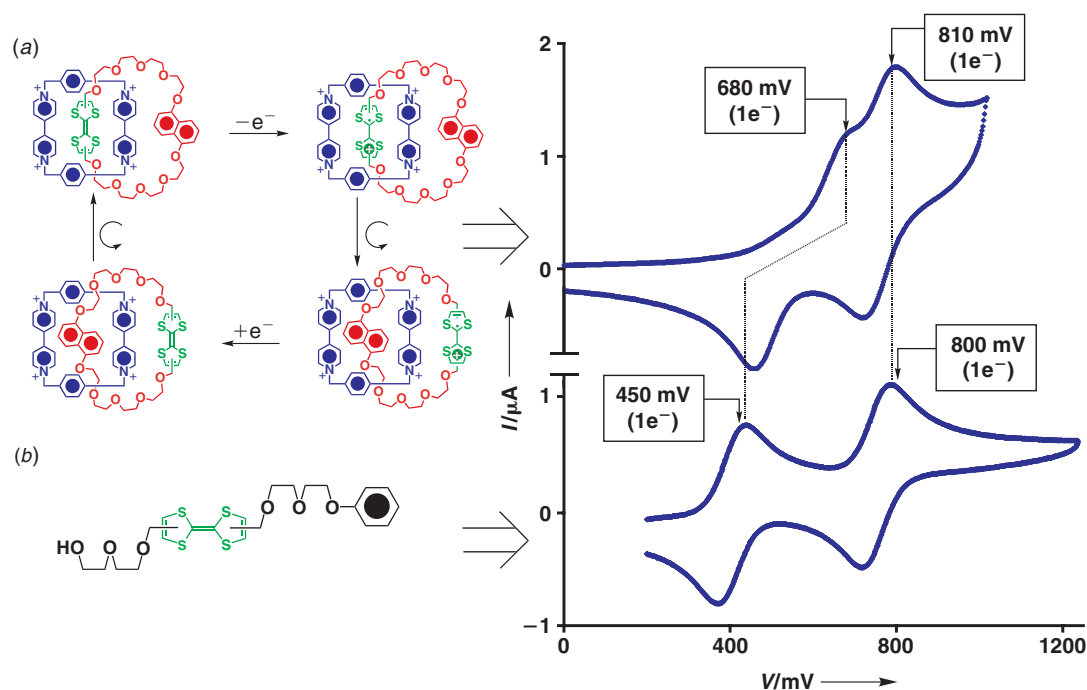 (a)
−e−
+e−
N+
N+
N+
N+
S
S
S
S
O
O
O
O
O
O
O
O
(b)
HO
O
O
S
S
S
S
O
O
O
I/μA
2
1
0
1
0
−1
680 mV
(1e−)
810 mV
(1e−)
450 mV
(1e−)
800 mV
(1e−)
0
400
800
1200
V/mV